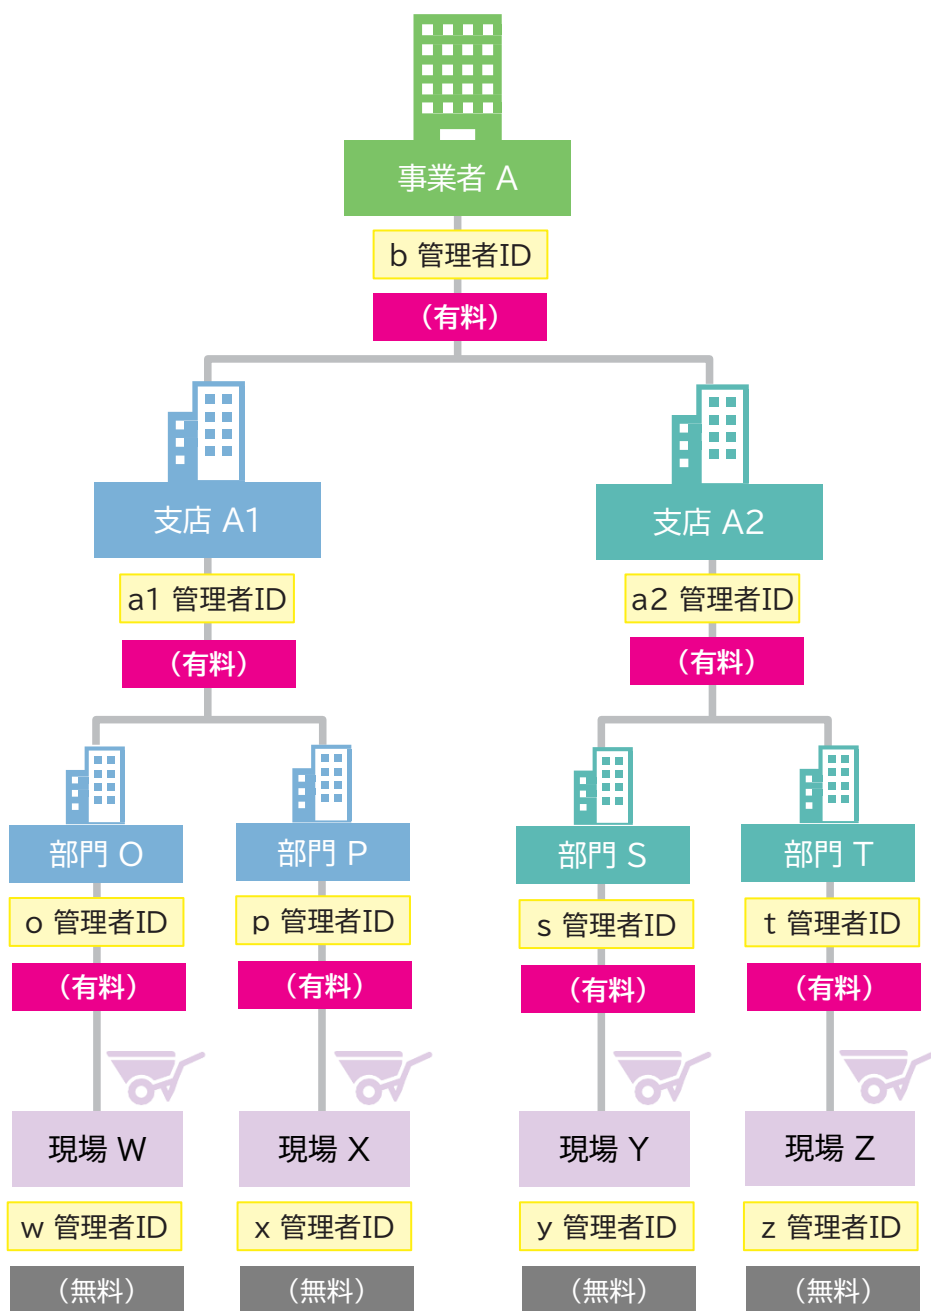 事業者 A
b 管理者ID
（有料）
支店 A1
支店 A2
a1 管理者ID
a2 管理者ID
（有料）
（有料）
部門 O
部門 P
部門 S
部門 T
o 管理者ID
p 管理者ID
s 管理者ID
t 管理者ID
（有料）
（有料）
（有料）
（有料）
現場 W
現場 X
現場 Y
現場 Z
w 管理者ID
x 管理者ID
y 管理者ID
z 管理者ID
（無料）
（無料）
（無料）
（無料）